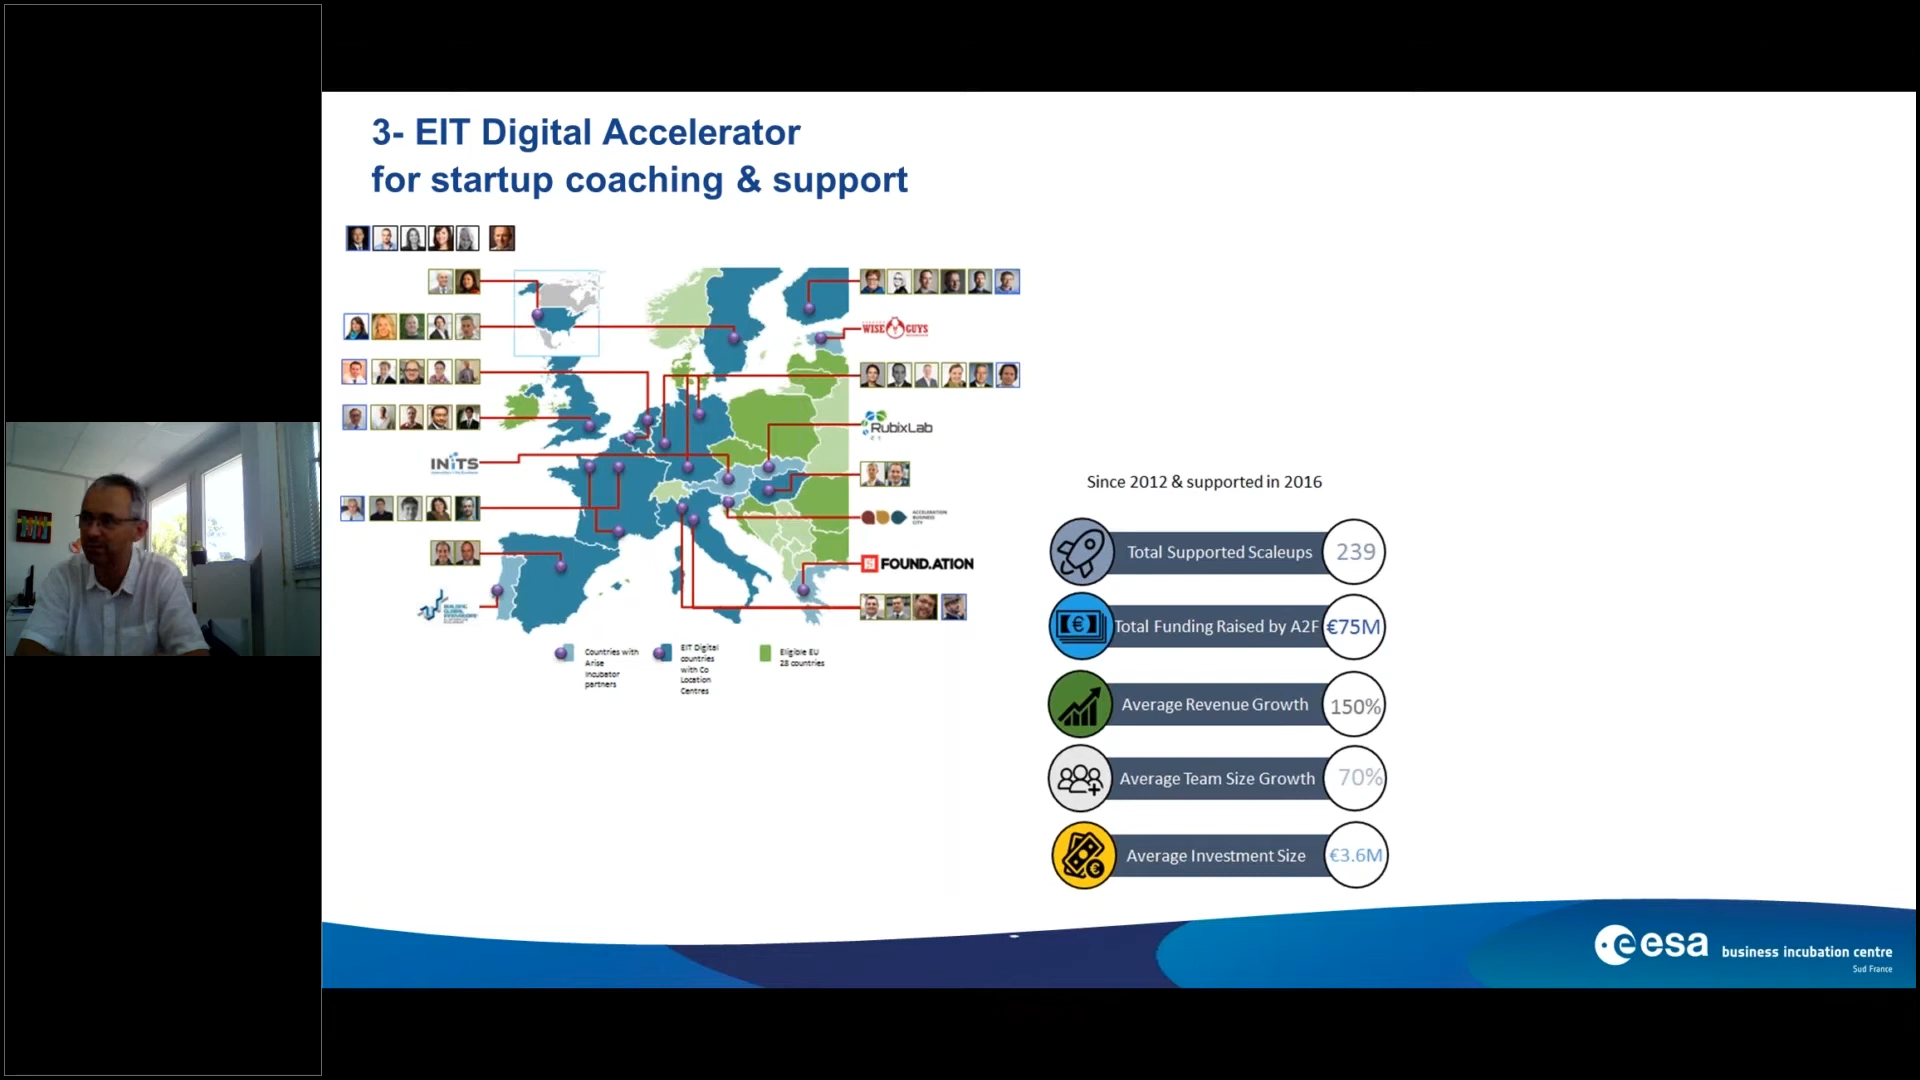 3- EIT Digital Accelerator
for startup coaching & support
WISE GUYS
RubixLab
INiTS
ACCELERATION
BUSINESS
CITY
FOUND.ATION
BUILDING
GLOBAL
Countries with
Arise
Incubator
partners
EIT Digital
countries
with Co
Location
Centres
Eligible EU
28 countries
Since 2012 & supported in 2016
Total Supported Scaleups 239
Total Funding Raised by A2F €75M
Average Revenue Growth 150%
Average Team Size Growth 70%
Average Investment Size €3.6M
esa business incubation centre
Sud France